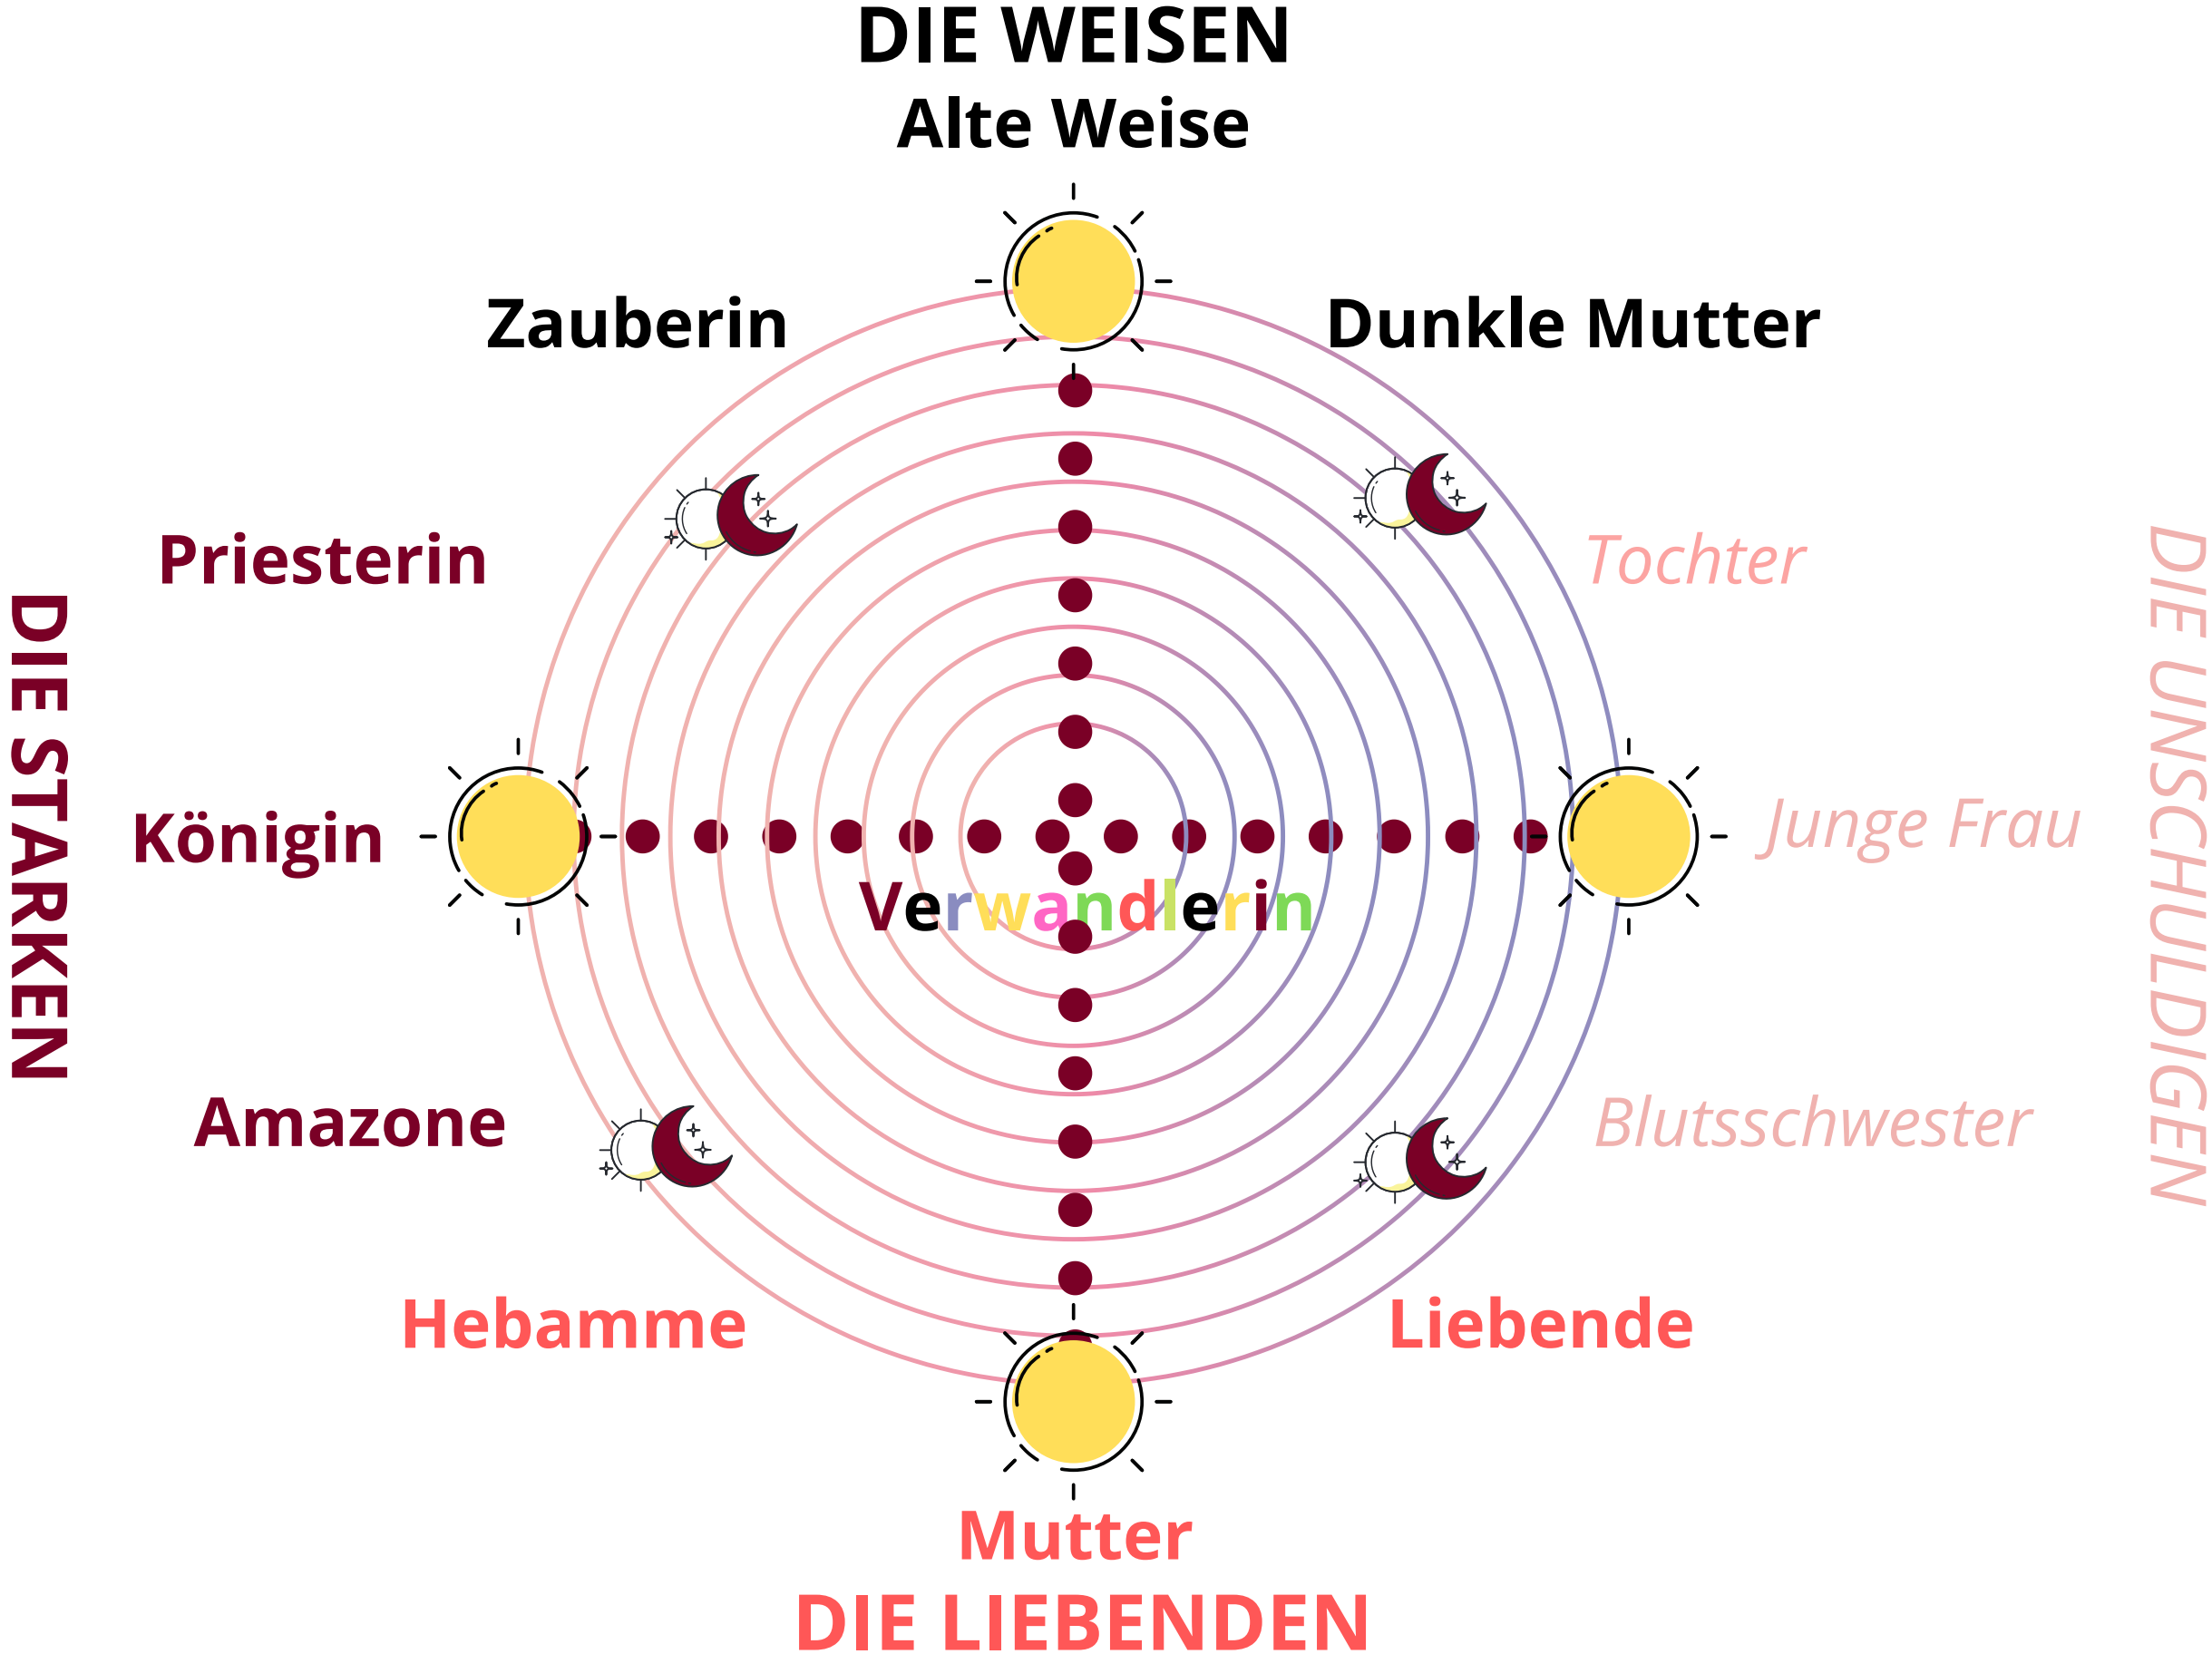 DIE WEISEN
Alte Weise
Zauberin
Dunkle Mutter
Priesterin
Tochter
DIE STARKEN
DIE UNSCHULDIGEN
Königin
Junge Frau
Verwandlerin
Amazone
Blutsschwester
Hebamme
Liebende
Mutter
DIE LIEBENDEN